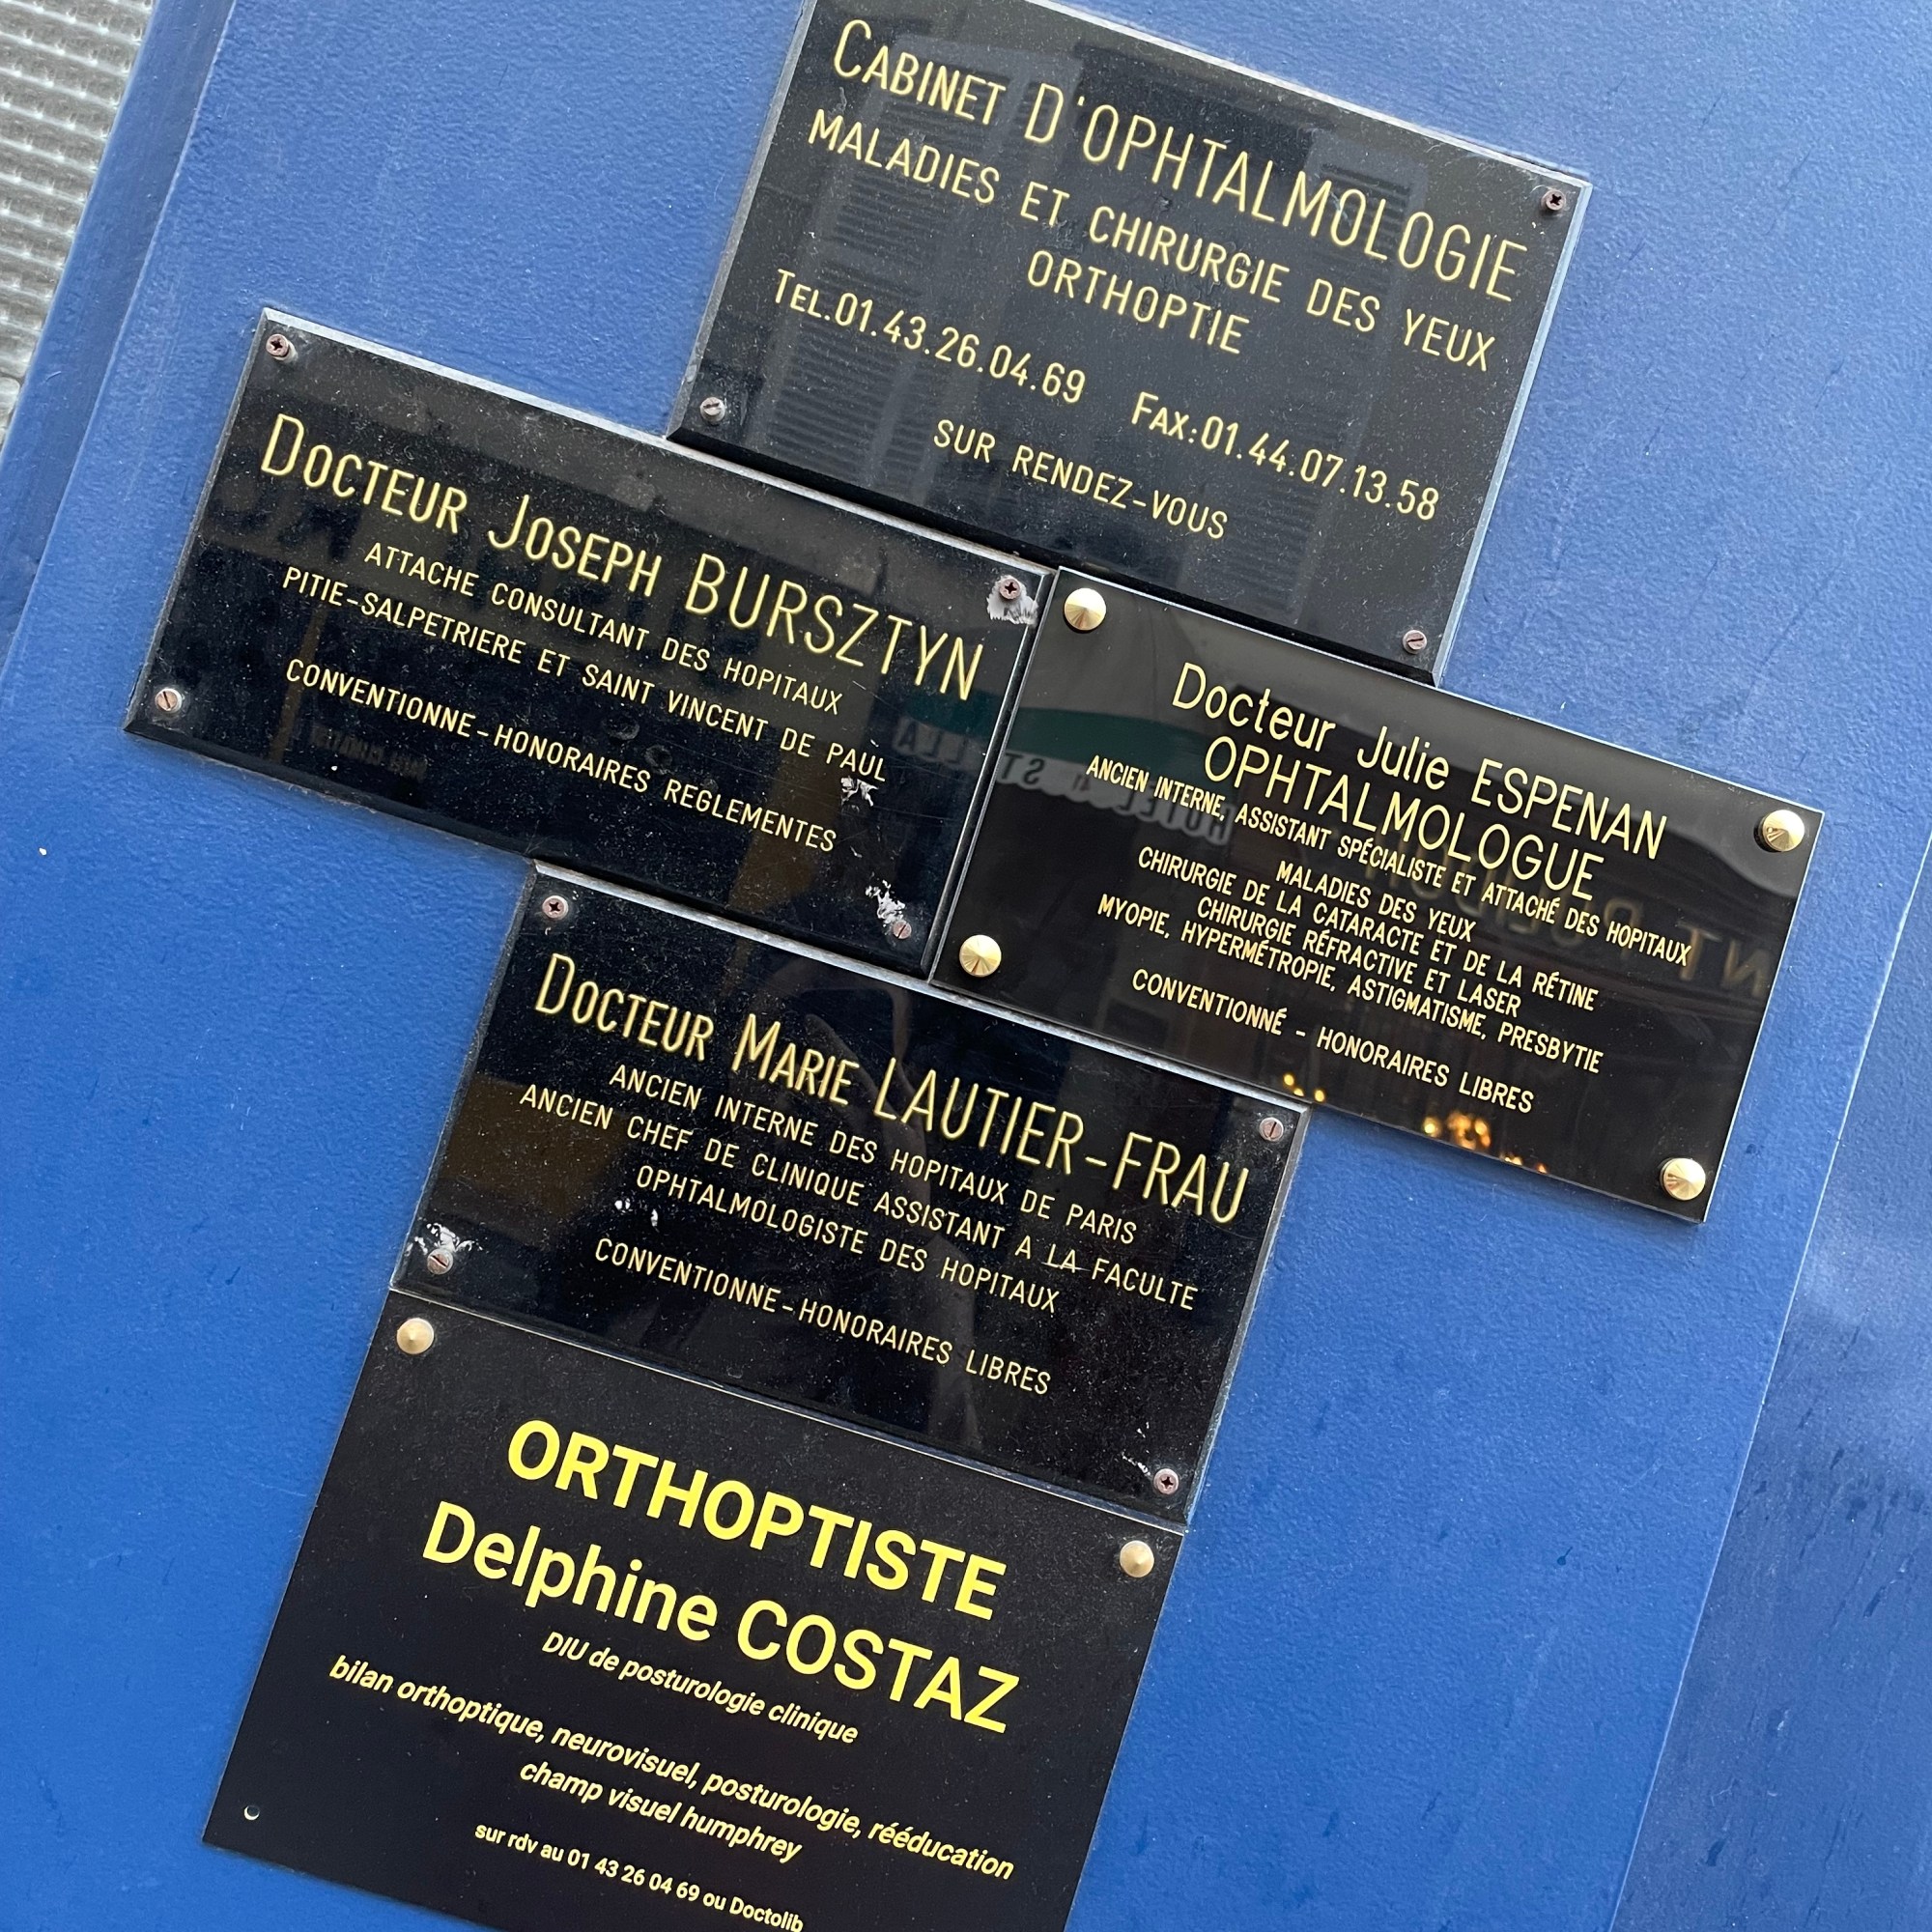 CABINET D'OPHTALMOLOGIE
MALADIES ET CHIRURGIE DES YEUX
ORTHOPTIE
TEL.01.43.26.04.69 FAX:01.44.07.13.58
SUR RENDEZ-VOUS
DOCTEUR JOSEPH BURSZTYN
ATTACHE CONSULTANT DES HOPITAUX
PITIE-SALPETRIERE ET SAINT VINCENT DE PAUL
CONVENTIONNE-HONORAIRES REGLEMENTES
Docteur Julie ESPENAN
OPHTALMOLOGUE
ANCIEN INTERNE, ASSISTANT SPÉCIALISTE ET ATTACHÉ DES HOPITAUX
MALADIES DES YEUX
CHIRURGIE DE LA CATARACTE ET DE LA RÉTINE
CHIRURGIE RÉFRACTIVE ET LASER
MYOPIE, HYPERMÉTROPIE, ASTIGMATISME, PRESBYTIE
CONVENTIONNÉ - HONORAIRES LIBRES
DOCTEUR MARIE LAUTIER-FRAU
ANCIEN INTERNE DES HOPITAUX DE PARIS
ANCIEN CHEF DE CLINIQUE ASSISTANT A LA FACULTE
OPHTALMOLOGISTE DES HOPITAUX
CONVENTIONNE-HONORAIRES LIBRES
ORTHOPTISTE
Delphine COSTAZ
DIU de posturologie clinique
bilan orthoptique, neurovisuel, posturologie, rééducation
champ visuel humphrey
sur rdv au 01 43 26 04 69 ou Doctolib